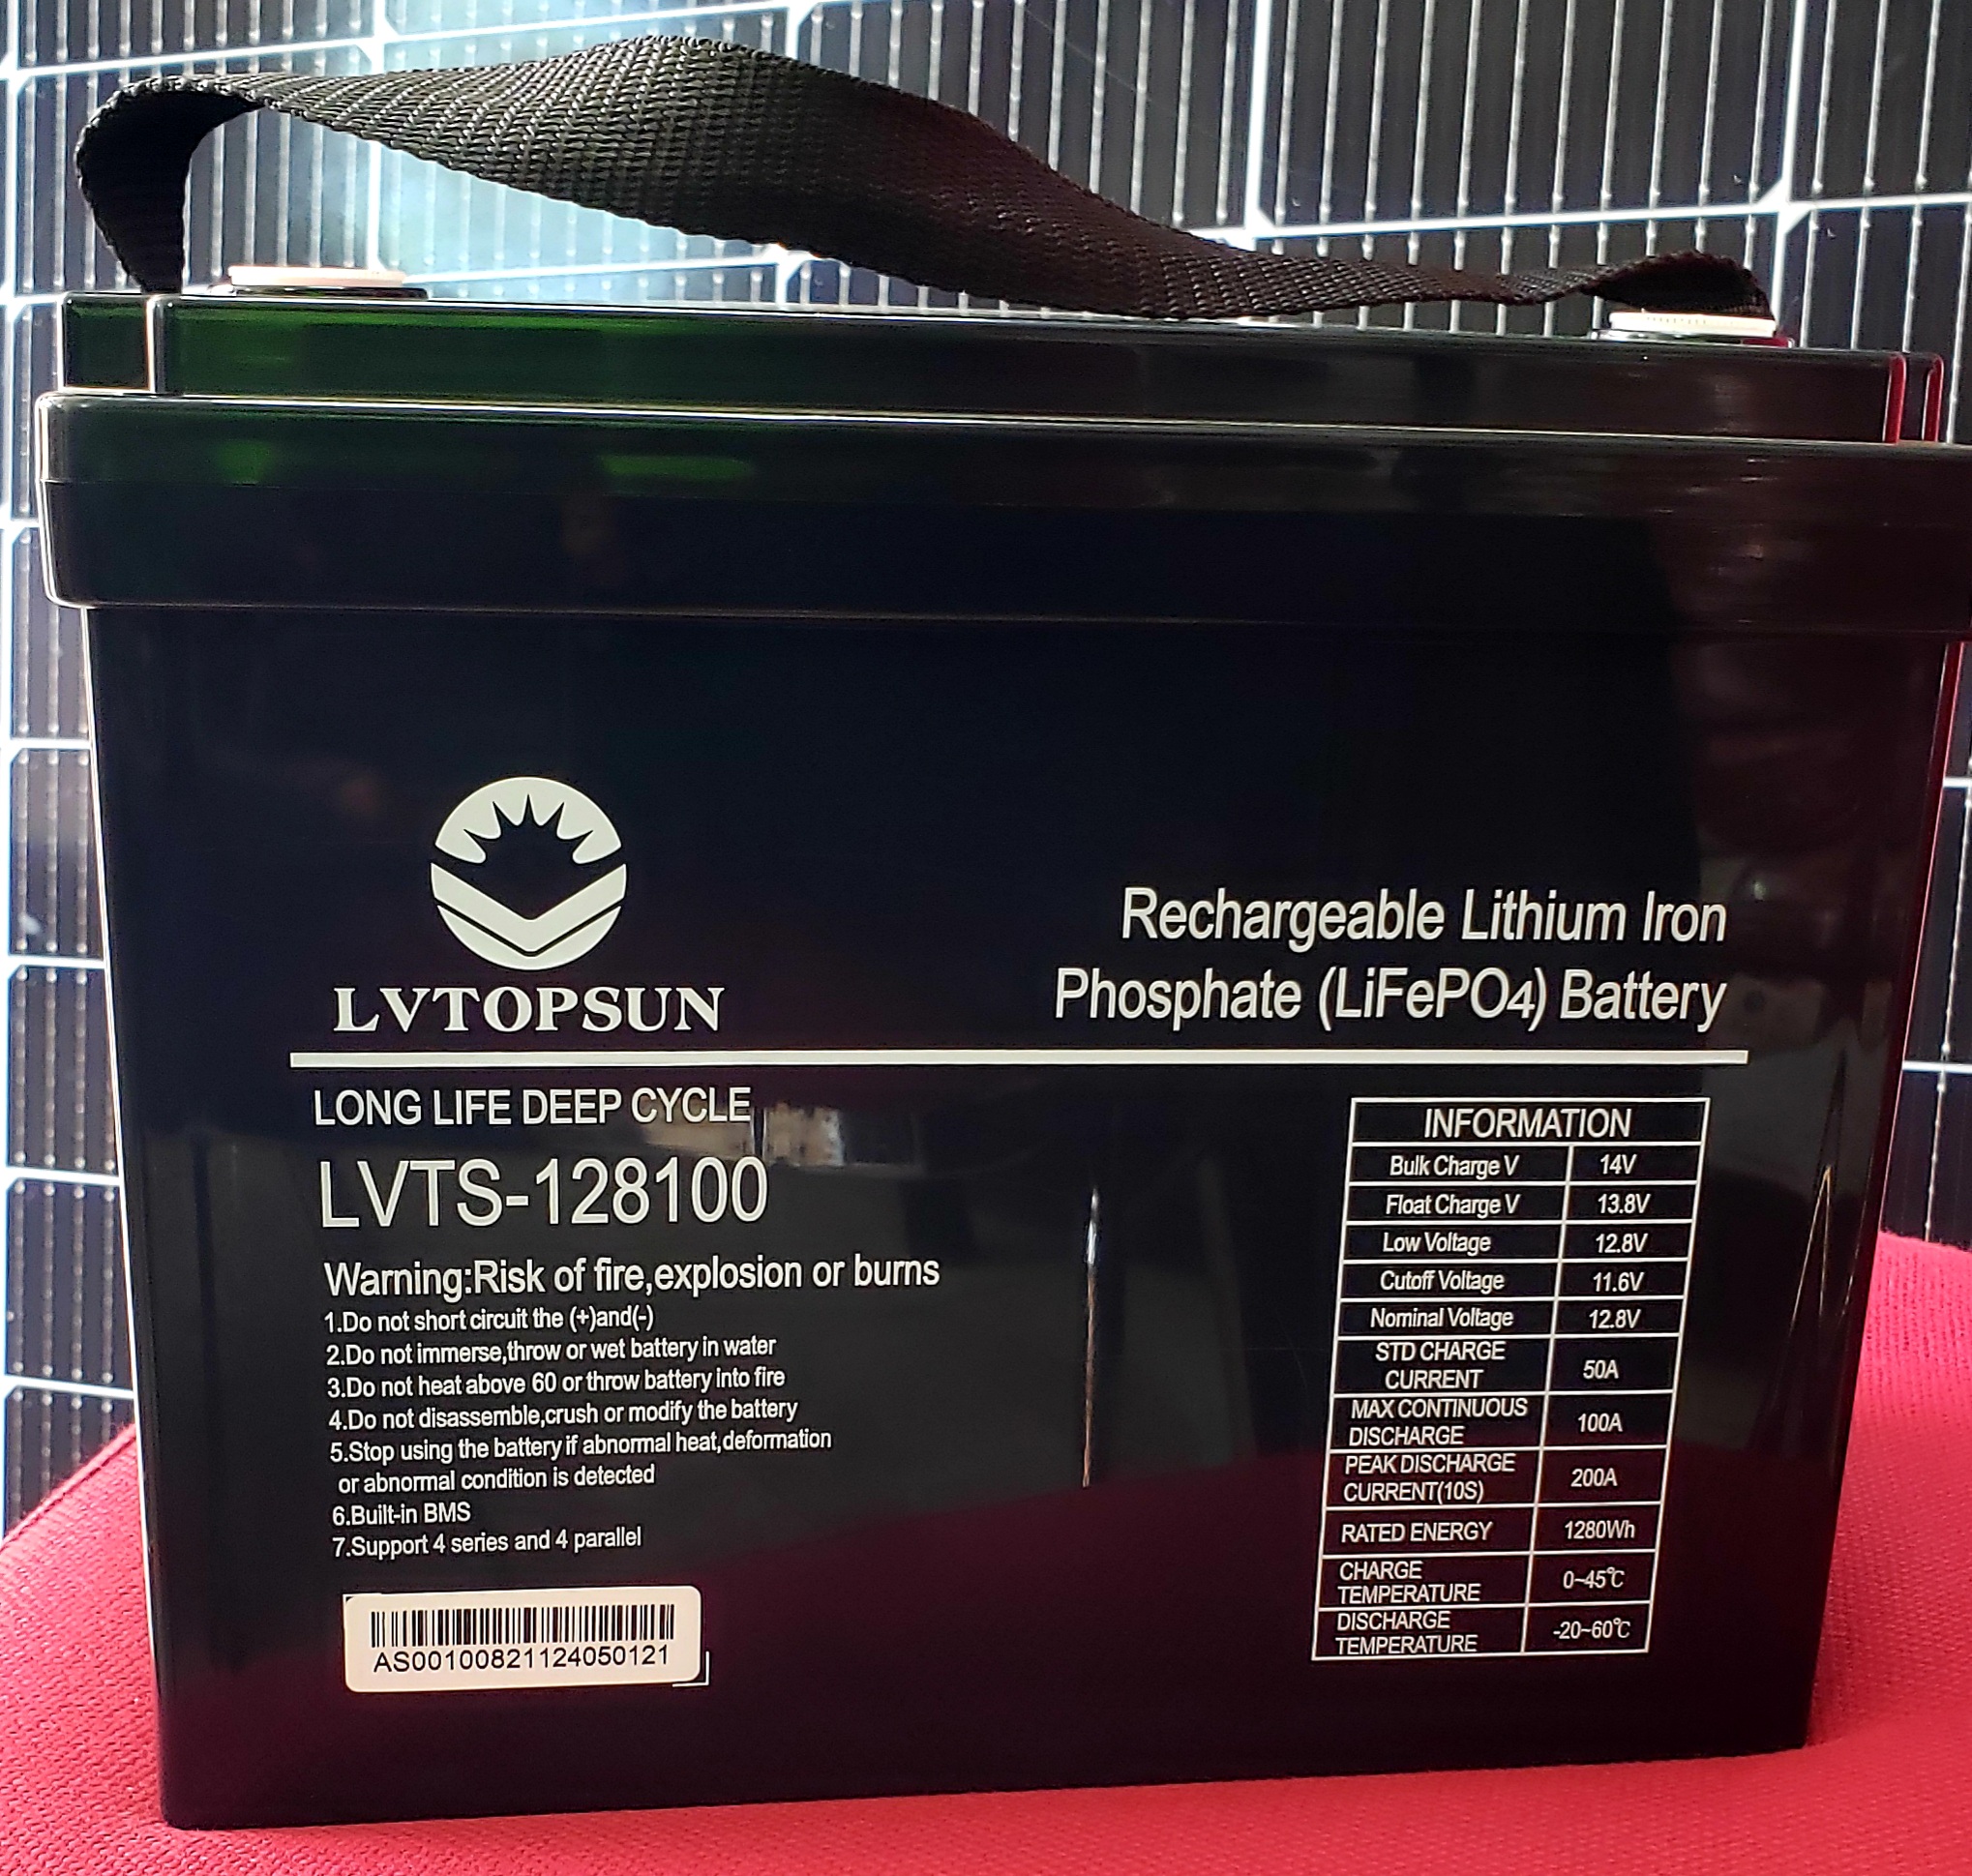 LVTOPSUN
Rechargeable Lithium Iron
Phosphate (LiFePO4) Battery
LONG LIFE DEEP CYCLE
LVTS-128100
Warning:Risk of fire,explosion or burns
1.Do not short circuit the (+)and(-)
2.Do not immerse,throw or wet battery in water
3.Do not heat above 60 or throw battery into fire
4.Do not disassemble,crush or modify the battery
5.Stop using the battery if abnormal heat,deformation
or abnormal condition is detected
6.Built-in BMS
7.Support 4 series and 4 parallel
AS00100821124050121
INFORMATION
Bulk Charge V 14V
Float Charge V 13.8V
Low Voltage 12.8V
Cutoff Voltage 11.6V
Nominal Voltage 12.8V
STD CHARGE
CURRENT 50A
MAX CONTINUOUS
DISCHARGE 100A
PEAK DISCHARGE
CURRENT(10S) 200A
RATED ENERGY 1280Wh
CHARGE
TEMPERATURE 0~45℃
DISCHARGE
TEMPERATURE -20~60℃